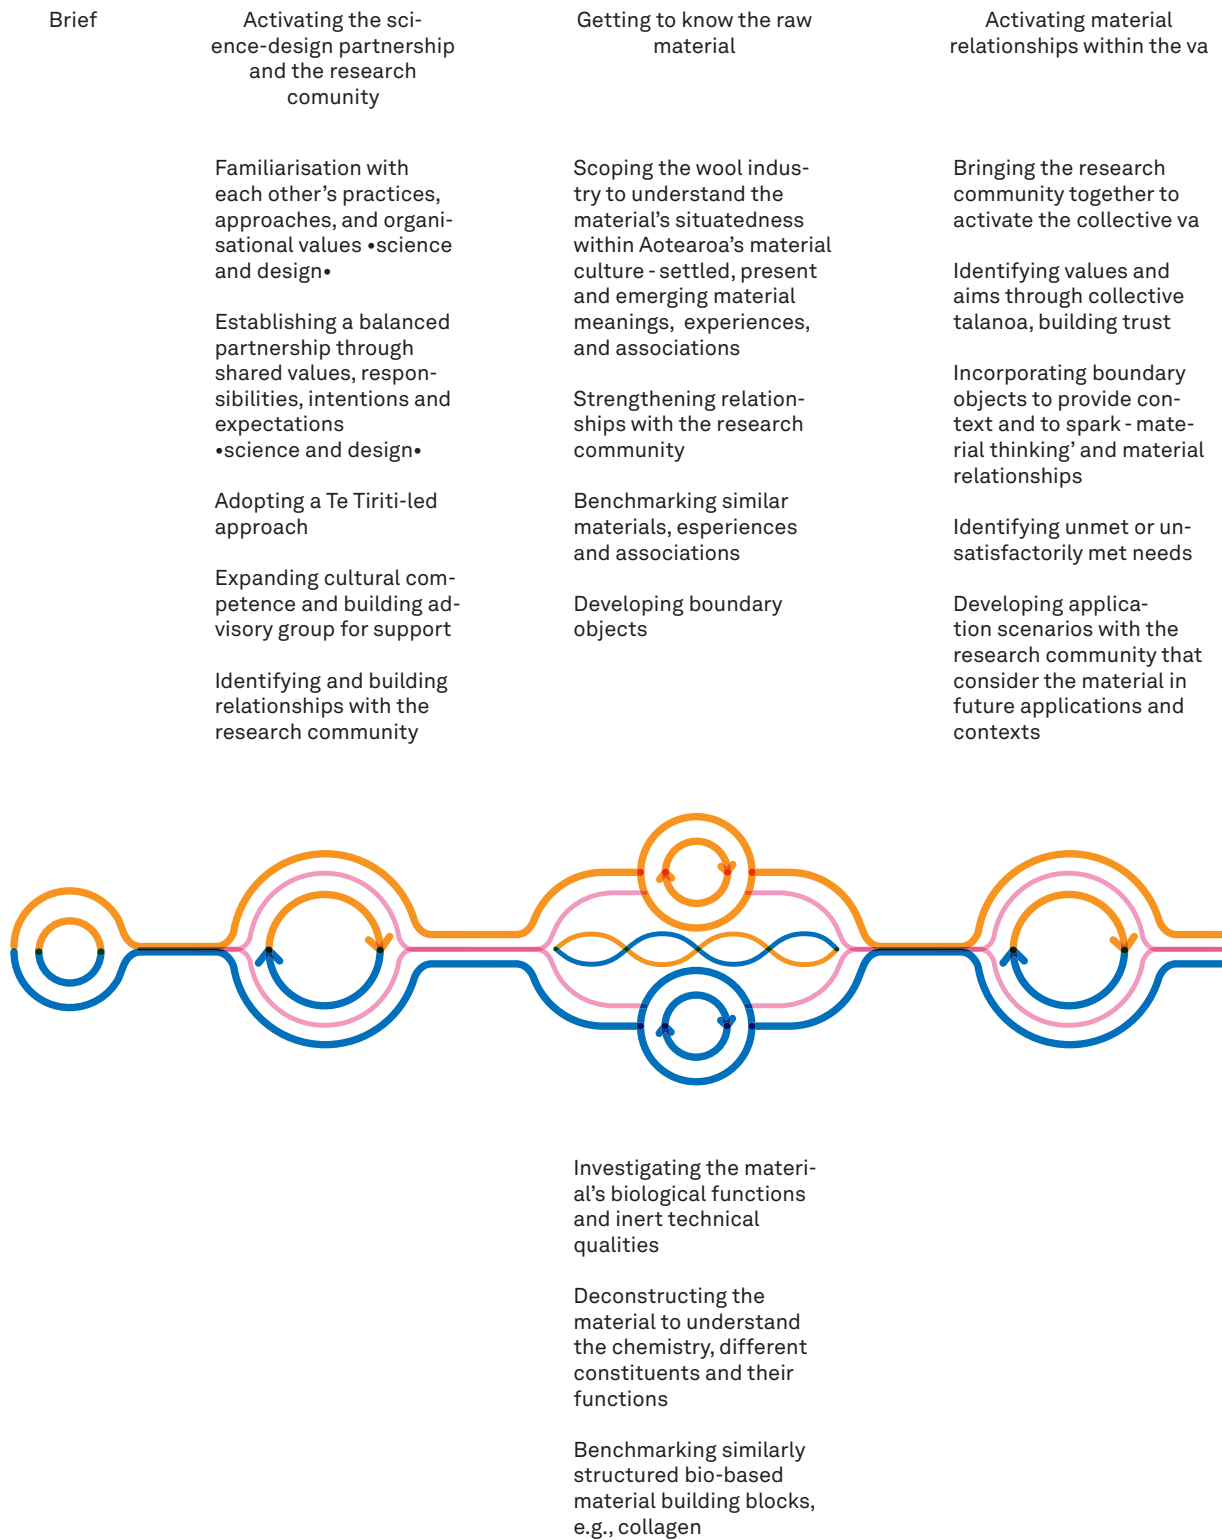 Brief
Activating the sci-
ence-design partnership
and the research
comunity
Familiarisation with
each other’s practices,
approaches, and organi-
sational values •science
and design•
Establishing a balanced
partnership through
shared values, respon-
sibilities, intentions and
expectations
•science and design•
Adopting a Te Tiriti-led
approach
Expanding cultural com-
petence and building ad-
visory group for support
Identifying and building
relationships with the
research community
Getting to know the raw
material
Scoping the wool indus-
try to understand the
material’s situatedness
within Aotearoa’s material
culture - settled, present
and emerging material
meanings, experiences,
and associations
Strengthening relation-
ships with the research
community
Benchmarking similar
materials, esperiences
and associations
Developing boundary
objects
Investigating the materi-
al’s biological functions
and inert technical
qualities
Deconstructing the
material to understand
the chemistry, different
constituents and their
functions
Benchmarking similarly
structured bio-based
material building blocks,
e.g., collagen
Activating material
relationships within the va
Bringing the research
community together to
activate the collective va
Identifying values and
aims through collective
talanoa, building trust
Incorporating boundary
objects to provide con-
text and to spark - mate-
rial thinking’ and material
relationships
Identifying unmet or un-
satisfactorily met needs
Developing applica-
tion scenarios with the
research community that
consider the material in
future applications and
contexts